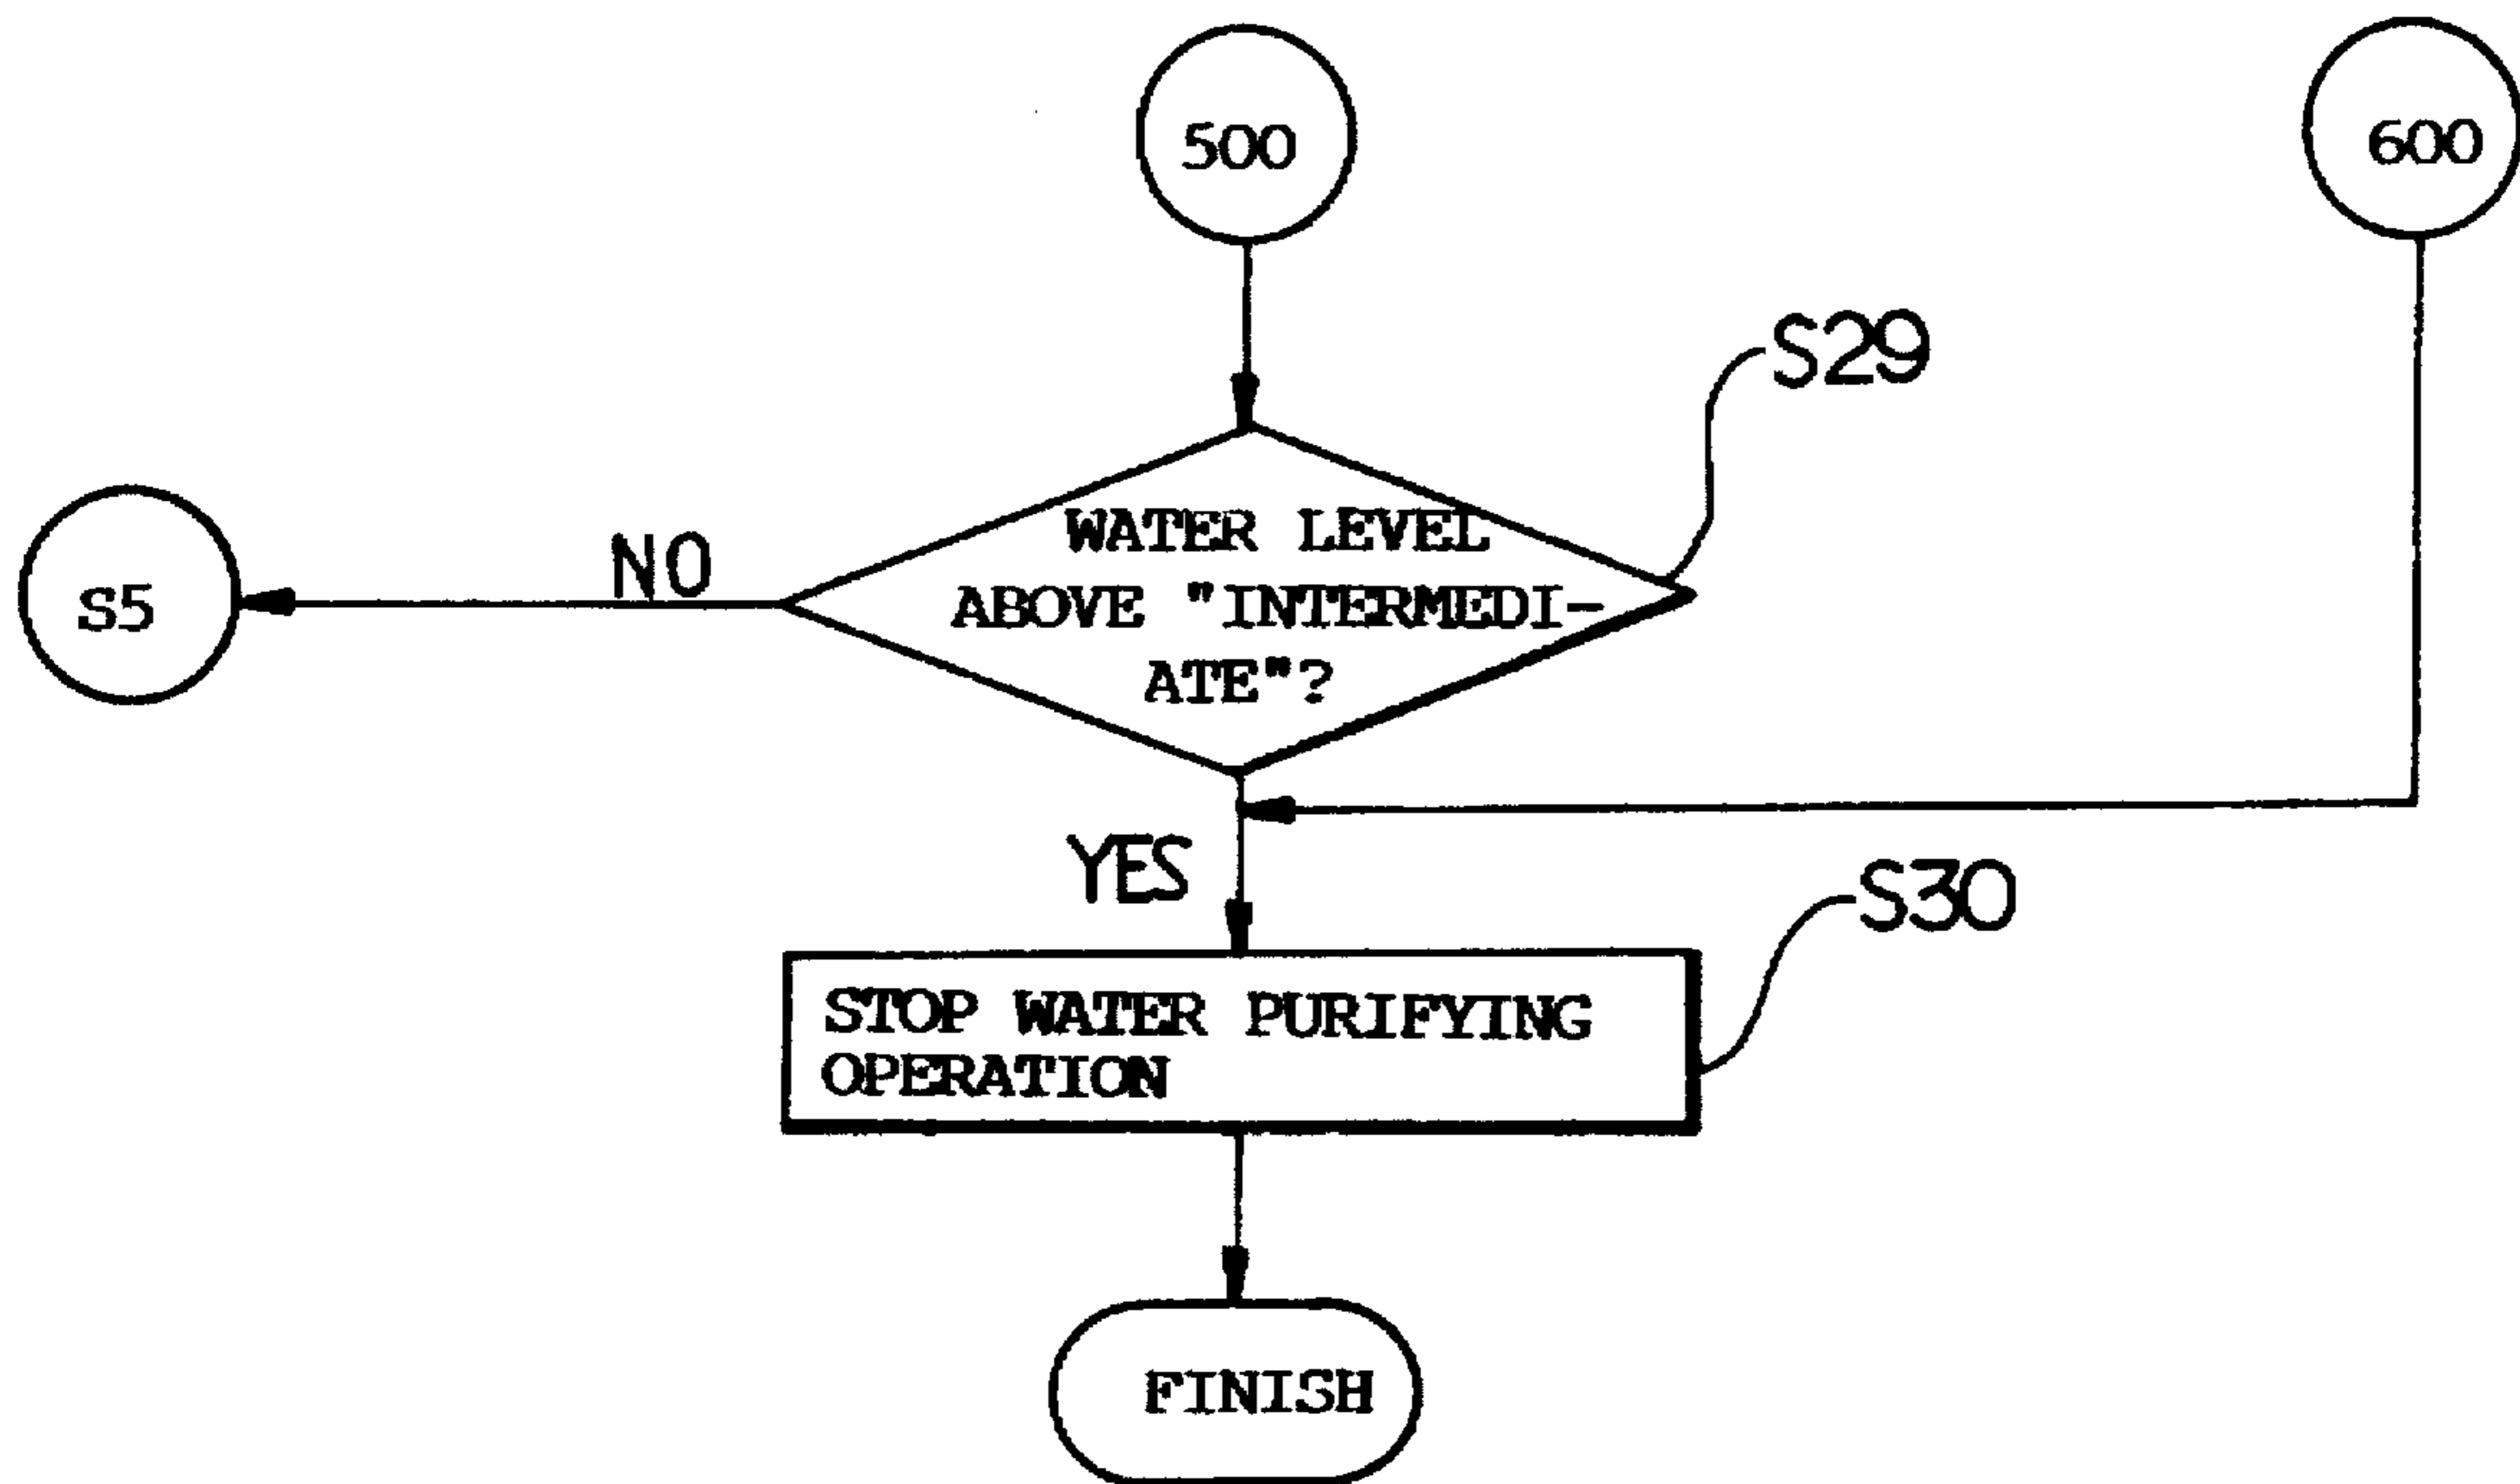 500
600
S29
WATER LEVEL
ABOVE "INTERMEDI-
ATE"?
NO
S5
YES
S30
STOP WATER PURIFYING
OPERATION
FINISH